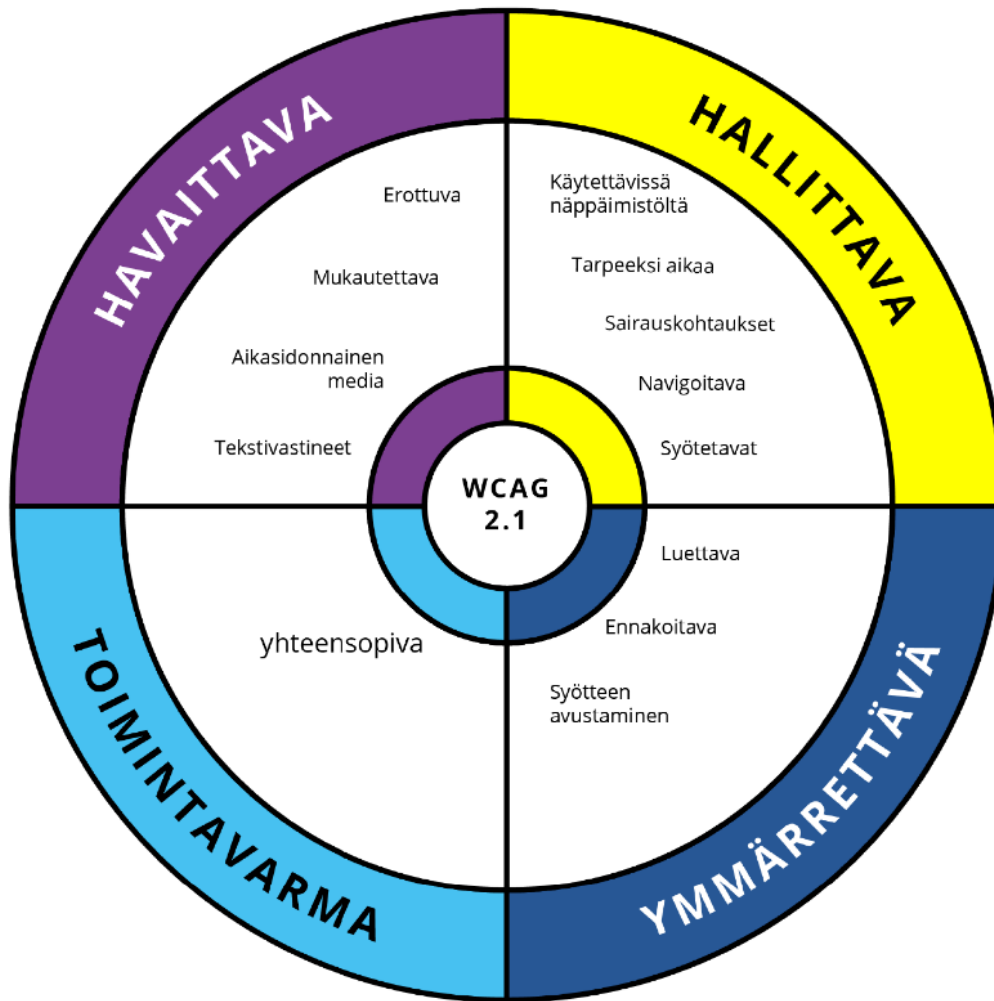 HAVAITTAVA
Erottuva
Mukautettava
Aikasidonnainen
media
Tekstivastineet
HALLITTAVA
Käytettävissä
näppäimistöltä
Tarpeeksi aikaa
Sairauskohtaukset
Navigoitava
Syötetavat
WCAG
2.1
TOIMINTAVARMA
yhteensopiva
YMMÄRRETTÄVÄ
Luettava
Ennakoitava
Syötteen
avustaminen